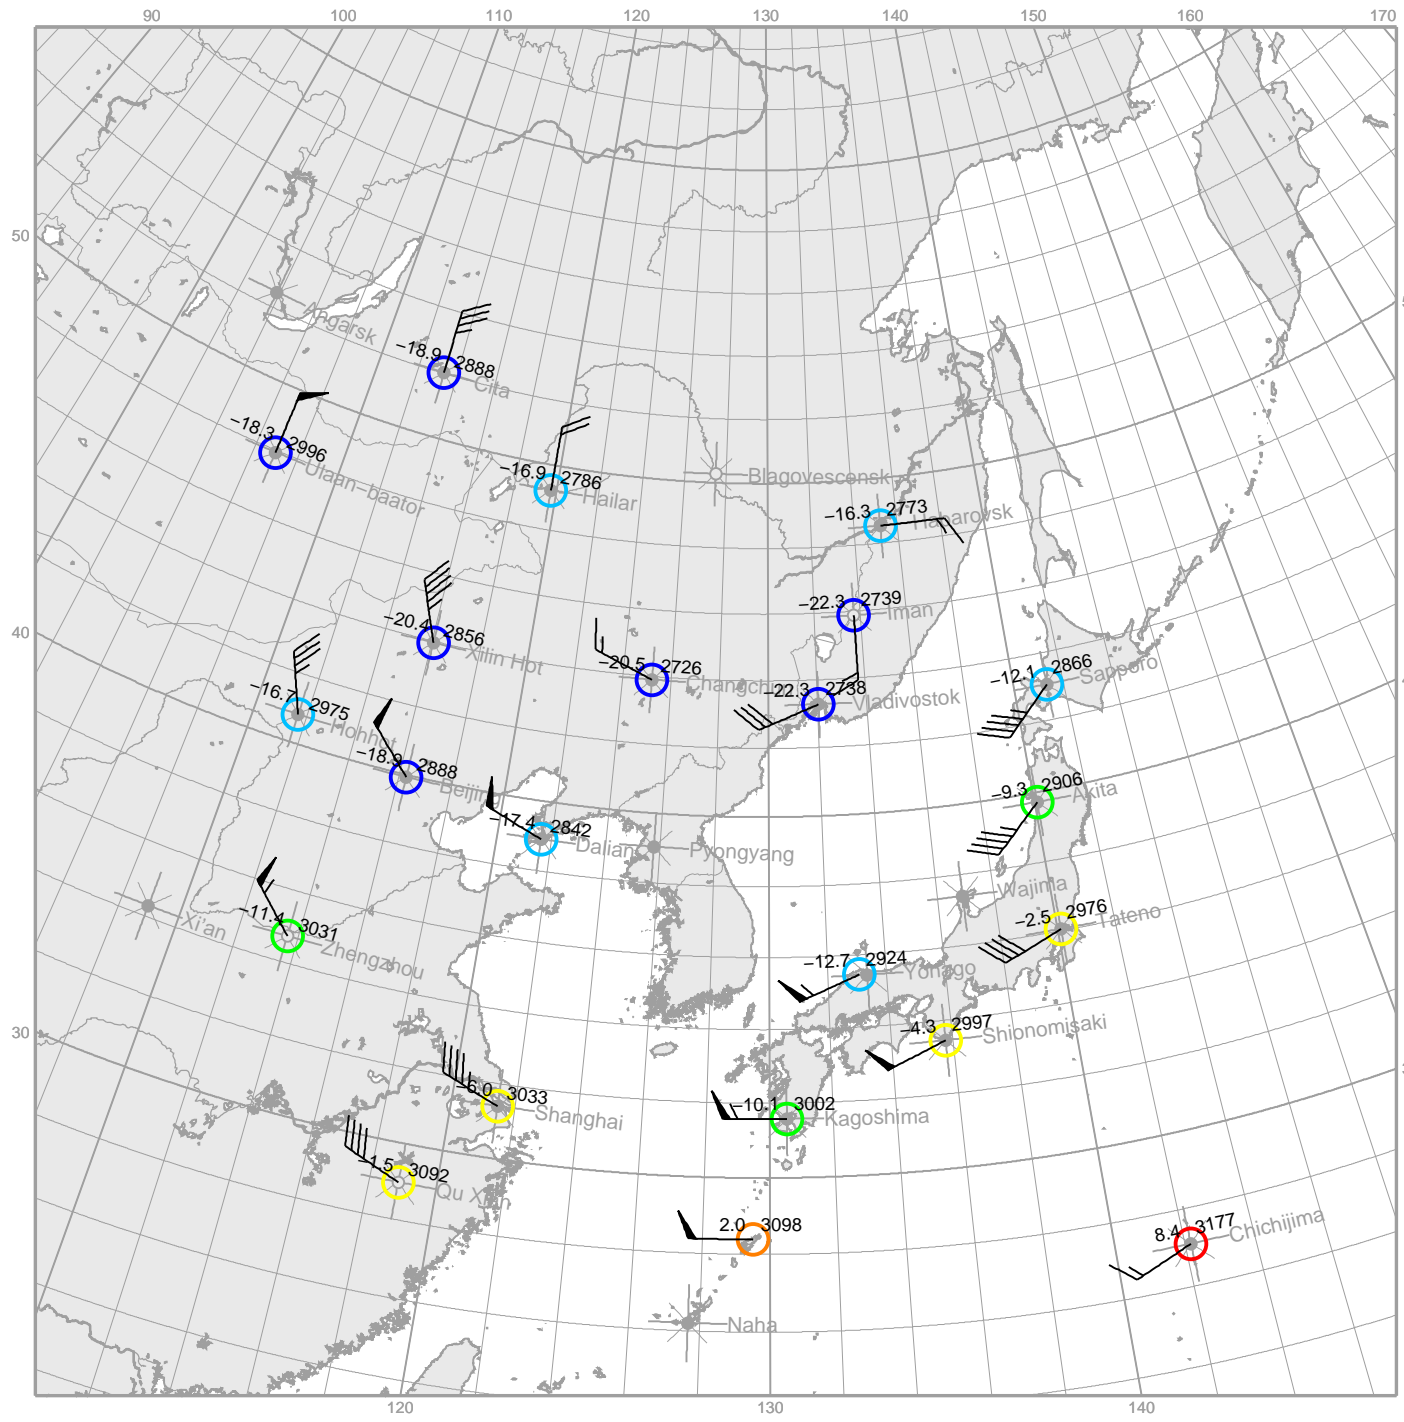 90 100 110 120 130 140 150 160 170
50
Angarsk
−18.9 2888
Cita
−18.3 2996
Ulaan−baator
−16.9 2786
Hailar
Blagovescensk
−16.3 2773
Habarovsk
−22.3 2739
Iman
40
−20.4 2856
Xilin Hot
−20.5 2726
Changchun
−22.3 2738
Vladivostok
−12.1 2866
Sapporo
−16.7 2975
Hohhot
−18.9 2888
Beijing
−17.4 2842
Dalian
Pyongyang
−9.3 2906
Akita
Wajima
−2.5 2976
Tateno
Xi'an
−11.4 3031
Zhengzhou
−12.7 2924
Yonago
−4.3 2997
Shionomisaki
30
−6.0 3033
Shanghai
−10.1 3002
Kagoshima
−1.5 3092
Qu Xian
2.0 3098
8.4 3177
Chichijima
Naha
120 130 140